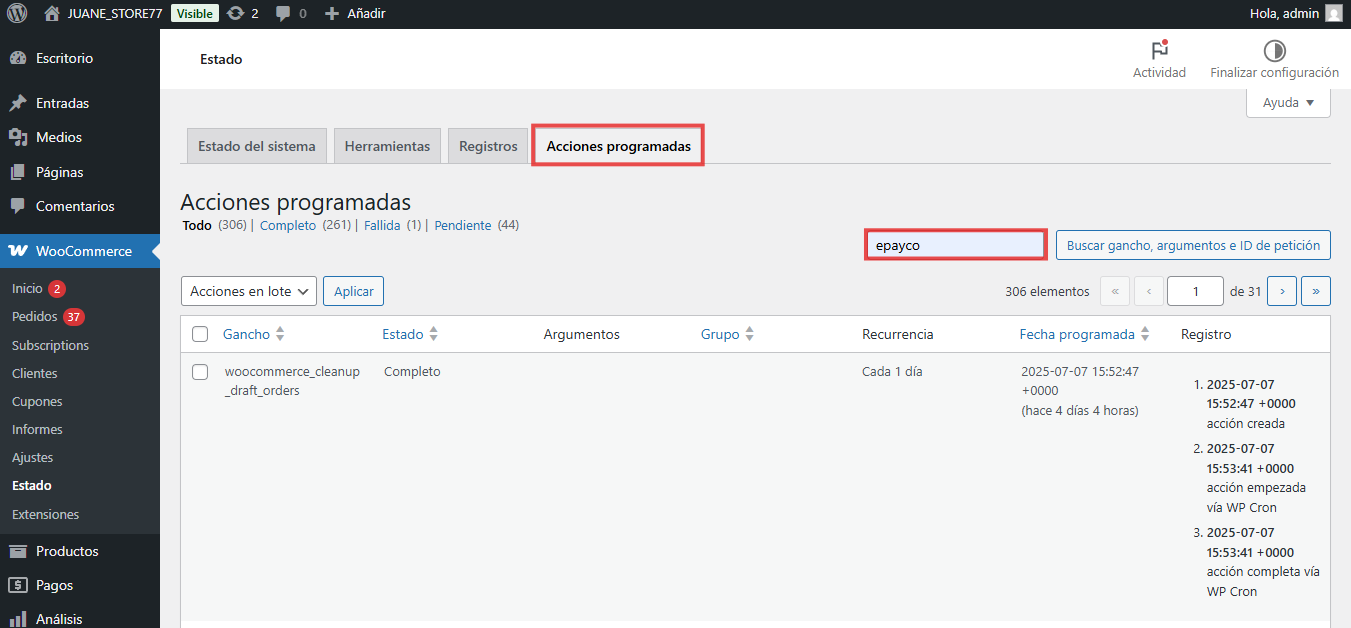 JUANE_STORE77 Visible 2 0 + Añadir Hola, admin
Escritorio
Entradas
Medios
Páginas
Comentarios
WooCommerce
Inicio 2
Pedidos 37
Subscriptions
Clientes
Cupones
Informes
Ajustes
Estado
Extensiones
Productos
Pagos
Análisis
Estado
Actividad
Finalizar configuración
Ayuda ▼
Estado del sistema Herramientas Registros Acciones programadas
Acciones programadas
Todo (306) | Completo (261) | Fallida (1) | Pendiente (44)
epayco Buscar gancho, argumentos e ID de petición
Acciones en lote Aplicar 306 elementos « ‹ 1 de 31 › »
Gancho Estado Argumentos Grupo Recurrencia Fecha programada Registro
woocommerce_cleanup
_draft_orders
Completo
Cada 1 día
2025-07-07 15:52:47
+0000
(hace 4 días 4 horas)
1. 2025-07-07
15:52:47 +0000
acción creada
2. 2025-07-07
15:53:41 +0000
acción empezada
vía WP Cron
3. 2025-07-07
15:53:41 +0000
acción completa vía
WP Cron